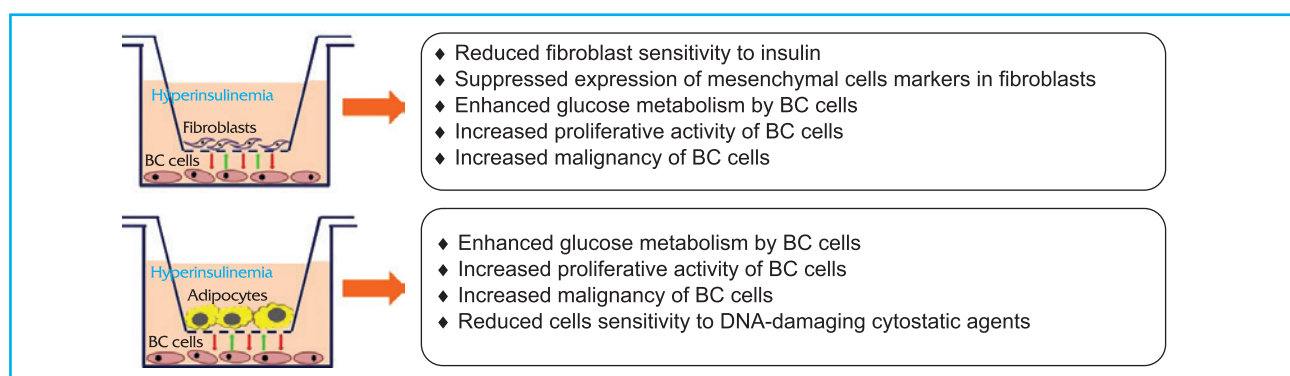 Hyperinsulinemia
Fibroblasts
BC cells
♦ Reduced fibroblast sensitivity to insulin
♦ Suppressed expression of mesenchymal cells markers in fibroblasts
♦ Enhanced glucose metabolism by BC cells
♦ Increased proliferative activity of BC cells
♦ Increased malignancy of BC cells
Hyperinsulinemia
Adipocytes
BC cells
♦ Enhanced glucose metabolism by BC cells
♦ Increased proliferative activity of BC cells
♦ Increased malignancy of BC cells
♦ Reduced cells sensitivity to DNA-damaging cytostatic agents